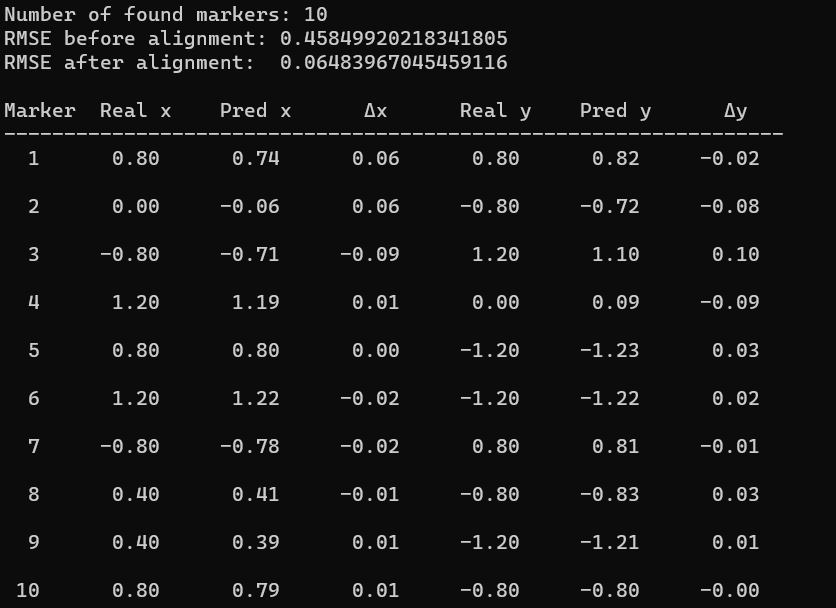 Number of found markers: 10
RMSE before alignment: 0.45849920218341805
RMSE after alignment:  0.06483967045459116
Marker  Real x    Pred x      Δx      Real y    Pred y      Δy
-----------------------------------------------------------------
  1      0.80      0.74      0.06      0.80      0.82     -0.02
  2      0.00     -0.06      0.06     -0.80     -0.72     -0.08
  3     -0.80     -0.71     -0.09      1.20      1.10      0.10
  4      1.20      1.19      0.01      0.00      0.09     -0.09
  5      0.80      0.80      0.00     -1.20     -1.23      0.03
  6      1.20      1.22     -0.02     -1.20     -1.22      0.02
  7     -0.80     -0.78     -0.02      0.80      0.81     -0.01
  8      0.40      0.41     -0.01     -0.80     -0.83      0.03
  9      0.40      0.39      0.01     -1.20     -1.21      0.01
 10      0.80      0.79      0.01     -0.80     -0.80     -0.00